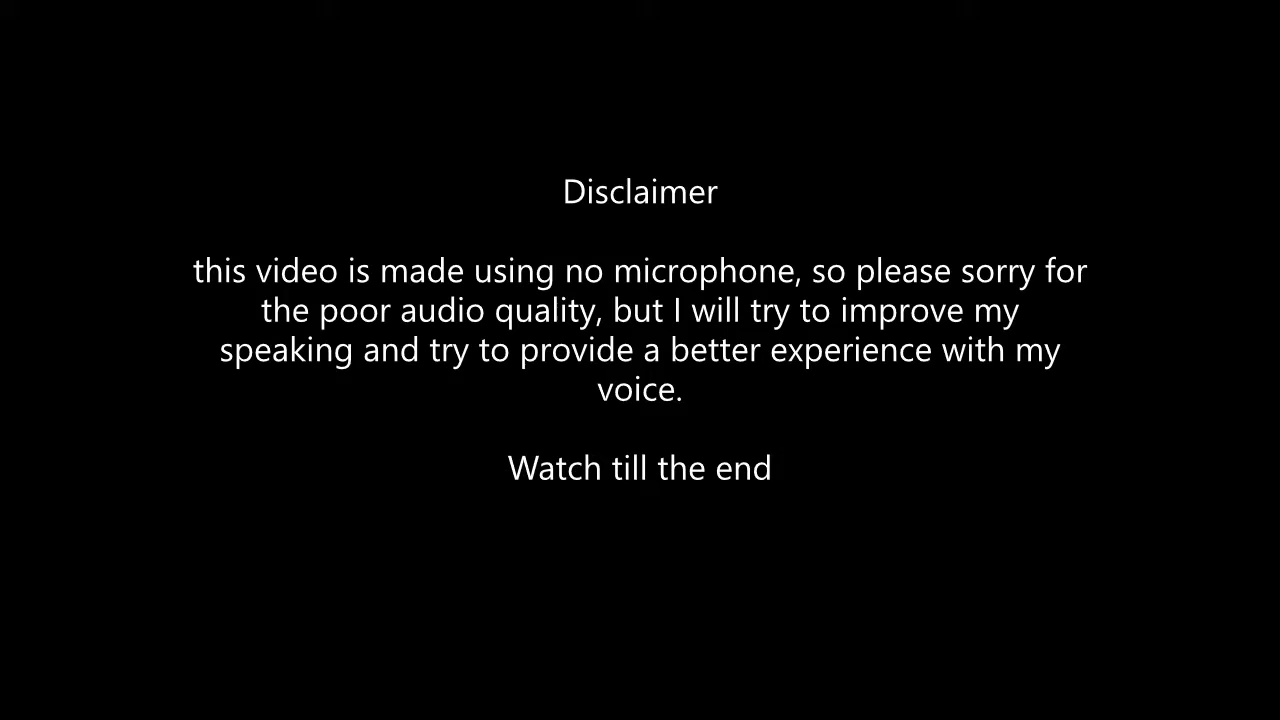 Disclaimer
this video is made using no microphone, so please sorry for
the poor audio quality, but I will try to improve my
speaking and try to provide a better experience with my
voice.
Watch till the end